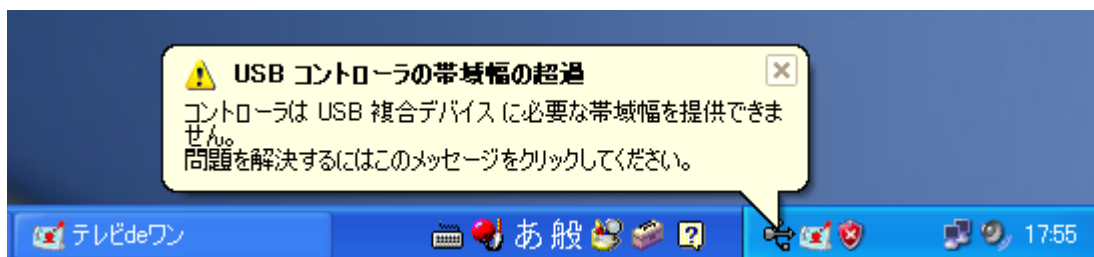 USB コントローラの帯域幅の超過
コントローラは USB 複合デバイス に必要な帯域幅を提供できま
せん。
問題を解決するにはこのメッセージをクリックしてください。
テレビdeワン
あ 般
17:55